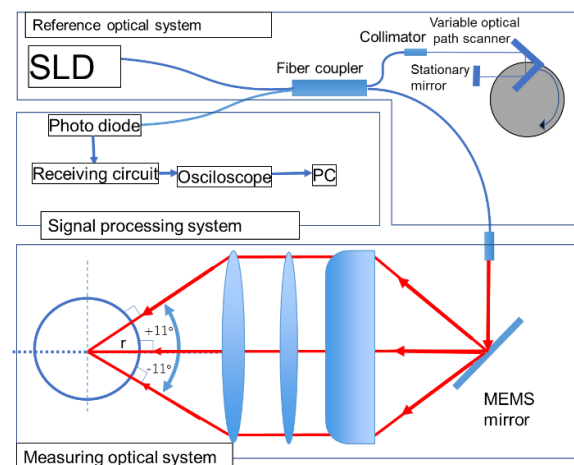 Reference optical system
SLD
Fiber coupler
Collimator
Variable optical
path scanner
Stationary
mirror
Photo diode
Receiving circuit
Osciloscope
PC
Signal processing system
+11°
r
-11°
MEMS
mirror
Measuring optical system